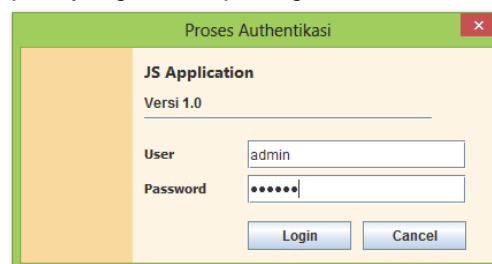 Proses Authentikasi
JS Application
Versi 1.0
User admin
Password ●●●●●●
Login Cancel